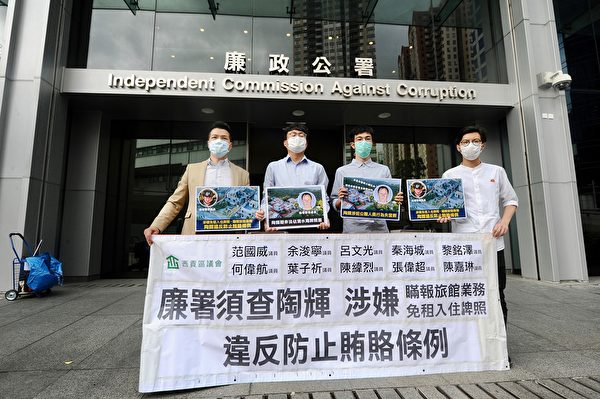 廉政公署
Independent Commission Against Corruption
西貢區議會
范國威議員 余浚寧議員 呂文光議員 秦海城議員 黎銘澤議員
何偉航議員 葉子祈議員 陳緯烈議員 張偉超議員 陳嘉琳議員
廉署須查陶輝 涉嫌 瞞報旅館業務
免租入住牌照
違反防止賄賂條例